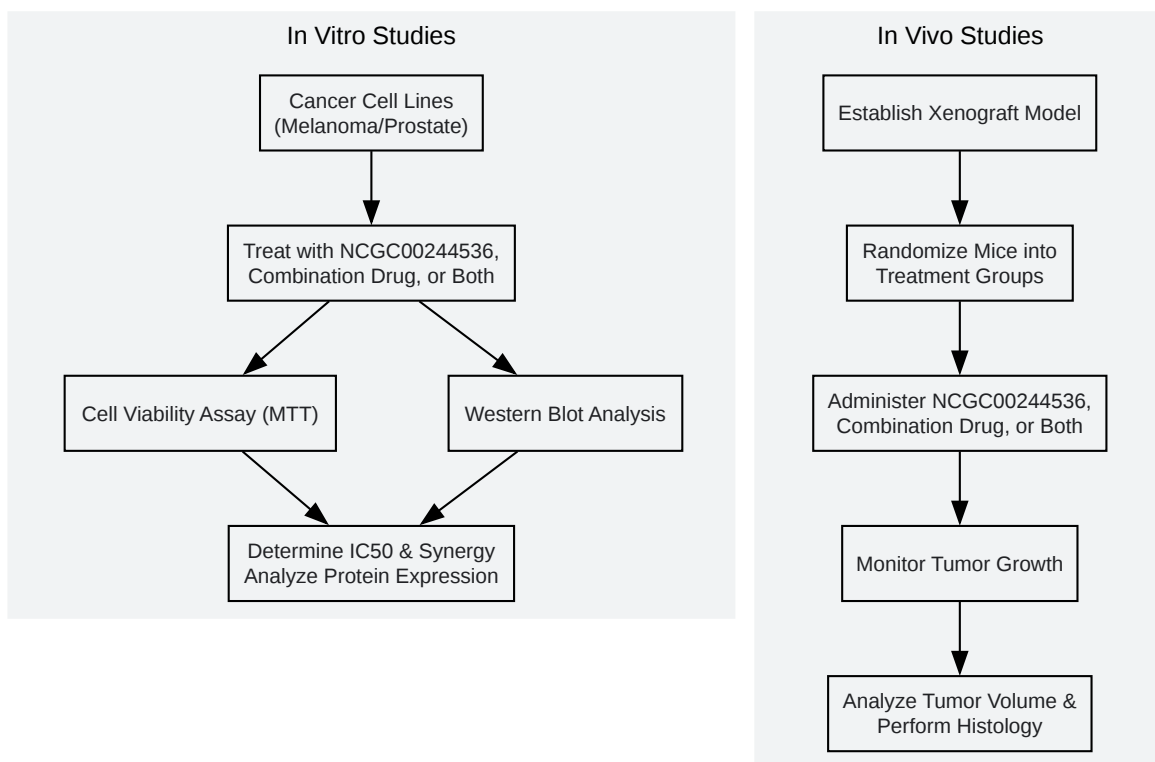 In Vitro Studies
Cancer Cell Lines
(Melanoma/Prostate)
Treat with NCGC00244536,
Combination Drug, or Both
Cell Viability Assay (MTT)
Western Blot Analysis
Determine IC50 & Synergy
Analyze Protein Expression
In Vivo Studies
Establish Xenograft Model
Randomize Mice into
Treatment Groups
Administer NCGC00244536,
Combination Drug, or Both
Monitor Tumor Growth
Analyze Tumor Volume &
Perform Histology